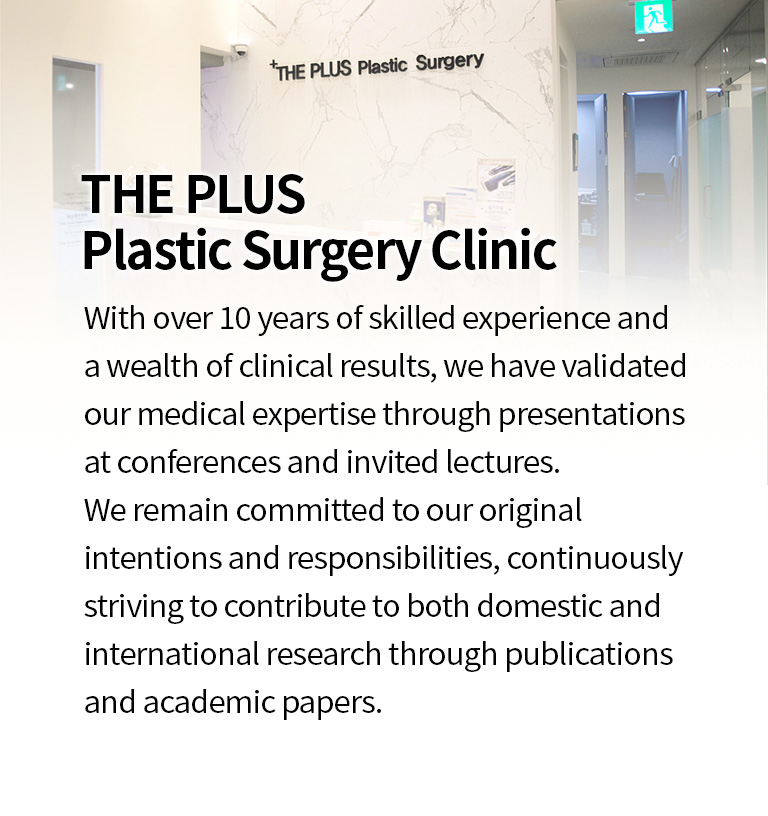 +THE PLUS Plastic Surgery
THE PLUS
Plastic Surgery Clinic
With over 10 years of skilled experience and
a wealth of clinical results, we have validated
our medical expertise through presentations
at conferences and invited lectures.
We remain committed to our original
intentions and responsibilities, continuously
striving to contribute to both domestic and
international research through publications
and academic papers.